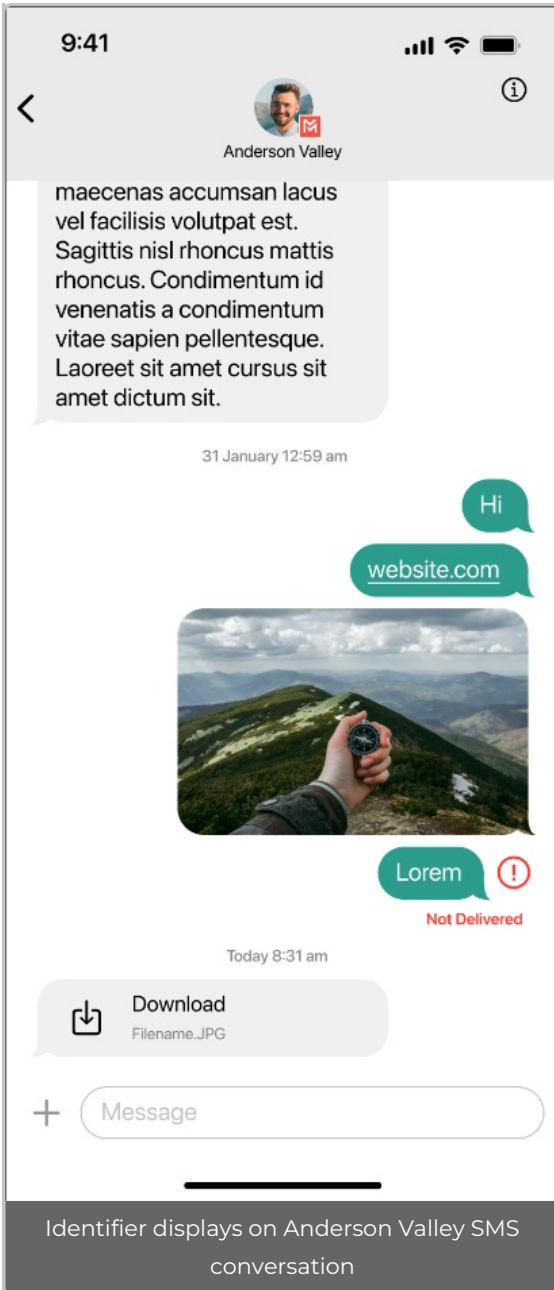 9:41
Anderson Valley
maecenas accumsan lacus
vel facilisis volutpat est.
Sagittis nisl rhoncus mattis
rhoncus. Condimentum id
venenatis a condimentum
vitae sapien pellentesque.
Laoreet sit amet cursus sit
amet dictum sit.
31 January 12:59 am
Hi
website.com
Lorem
Not Delivered
Today 8:31 am
Download
Filename.JPG
Message
Identifier displays on Anderson Valley SMS
conversation